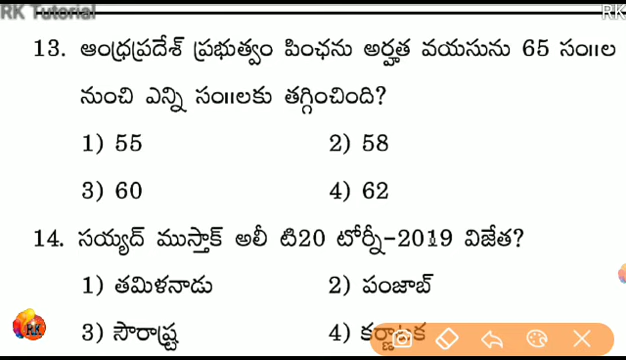 RK Tutorial RK
13. ఆంధ్రప్రదేశ్ ప్రభుత్వం పింఛను అర్హత వయసును 65 సం॥ల
నుంచి ఎన్ని సం॥లకు తగ్గించింది?
1) 55 2) 58
3) 60 4) 62
14. సయ్యద్ ముస్తాక్ అలీ టి20 టోర్నీ-2019 విజేత?
1) తమిళనాడు 2) పంజాబ్
3) సౌరాష్ట్ర 4) కర్ణాటక
RK